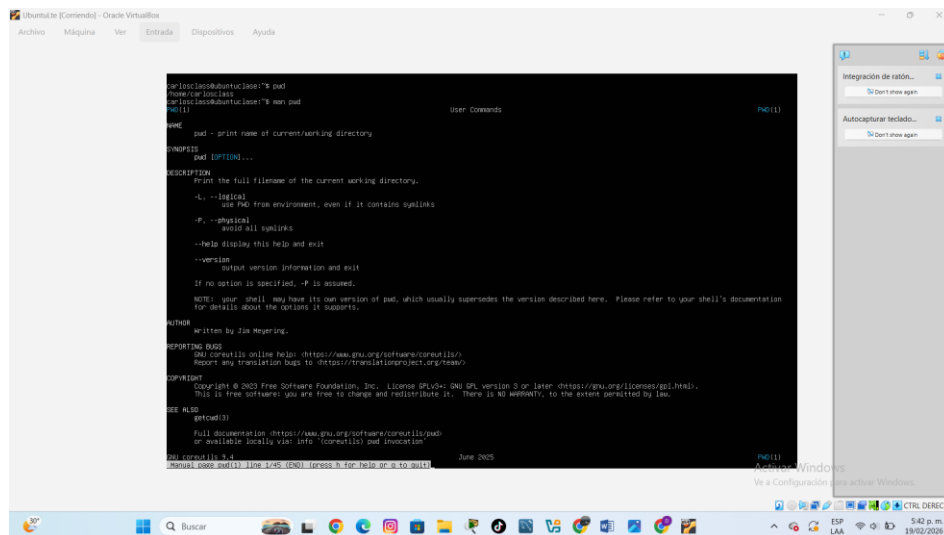 UbuntuLte [Corriendo] - Oracle VirtualBox
Archivo Máquina Ver Entrada Dispositivos Ayuda
Integración de ratón...
Don't show again
Autocapturar teclado...
Don't show again
carlosclass@ubuntuclase:~$ pwd
/home/carlosclass
carlosclass@ubuntuclase:~$ man pwd
PWD(1) User Commands PWD(1)
NAME
pwd - print name of current/working directory
SYNOPSIS
pwd [OPTION]...
DESCRIPTION
Print the full filename of the current working directory.
-L, --logical
use PWD from environment, even if it contains symlinks
-P, --physical
avoid all symlinks
--help display this help and exit
--version
output version information and exit
If no option is specified, -P is assumed.
NOTE: your shell may have its own version of pwd, which usually supersedes the version described here. Please refer to your shell's documentation
for details about the options it supports.
AUTHOR
Written by Jim Meyering.
REPORTING BUGS
GNU coreutils online help: <https://www.gnu.org/software/coreutils/>
Report any translation bugs to <https://translationproject.org/team/>
COPYRIGHT
Copyright © 2023 Free Software Foundation, Inc. License GPLv3+: GNU GPL version 3 or later <https://gnu.org/licenses/gpl.html>.
This is free software: you are free to change and redistribute it. There is NO WARRANTY, to the extent permitted by law.
SEE ALSO
getcwd(3)
Full documentation <https://www.gnu.org/software/coreutils/pwd>
or available locally via: info '(coreutils) pwd invocation'
GNU coreutils 9.4 June 2025 PWD(1)
Manual page pwd(1) line 1/45 (END) (press h for help or q to quit)
Activar Windows
Ve a Configuración para activar Windows.
CTRL DEREC
30°
Buscar
ESP
LAA
5:42 p. m.
19/02/2026